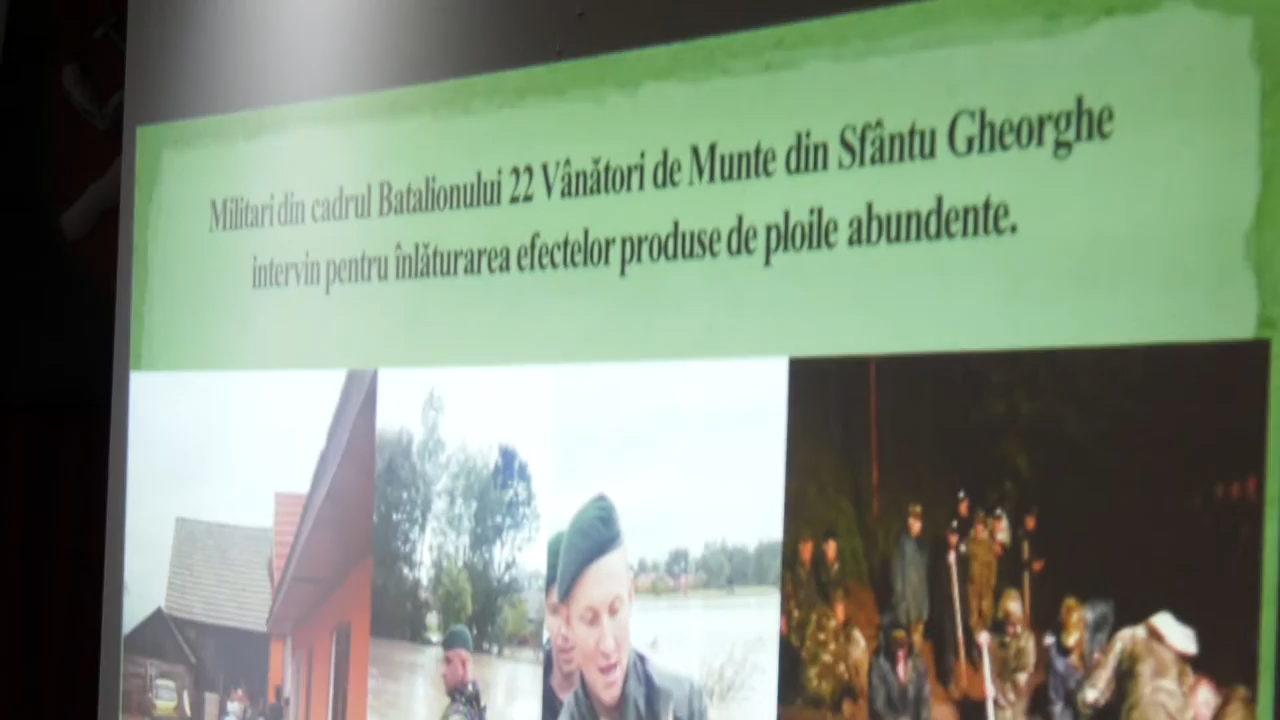 Militari din cadrul Batalionului 22 Vânători de Munte din Sfântu Gheorghe
intervin pentru înlăturarea efectelor produse de ploile abundente.